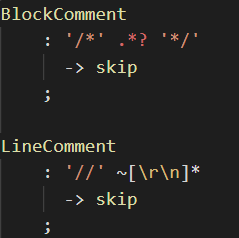 BlockComment
: '/*' .*? '*/'
-> skip
;
LineComment
: '//' ~[\r\n]*
-> skip
;